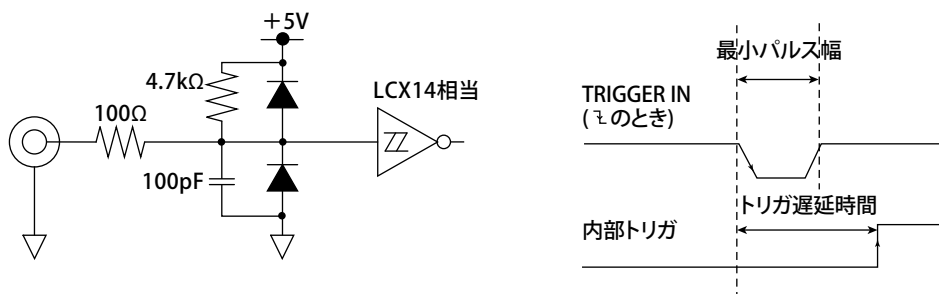 +5V
4.7kΩ
100Ω
100pF
LCX14相当
最小パルス幅
TRIGGER IN
(のとき)
トリガ遅延時間
内部トリガ